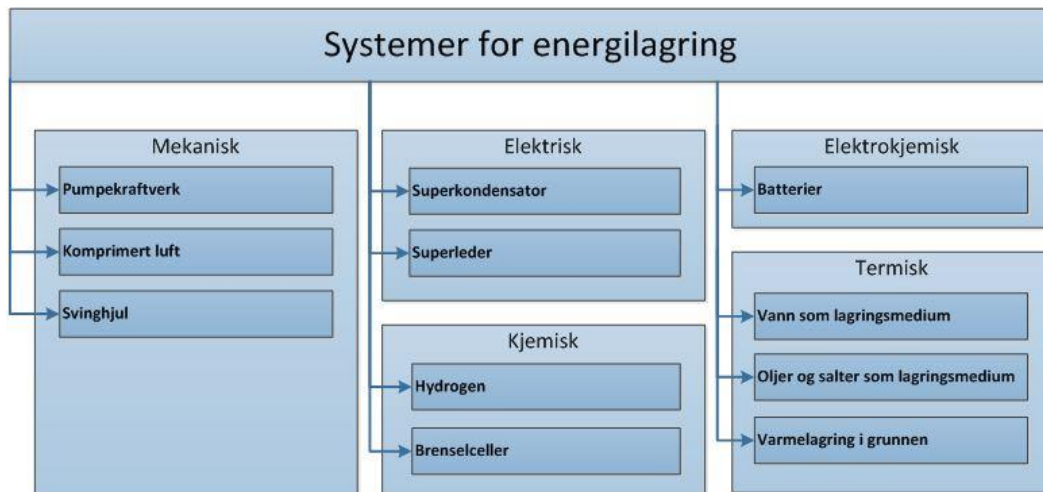 Systemer for energilagring
Mekanisk
Pumpekraftverk
Komprimert luft
Svinghjul
Elektrisk
Superkondensator
Superleder
Kjemisk
Hydrogen
Brenselceller
Elektrokjemisk
Batterier
Termisk
Vann som lagringsmedium
Oljer og salter som lagringsmedium
Varmelagring i grunnen